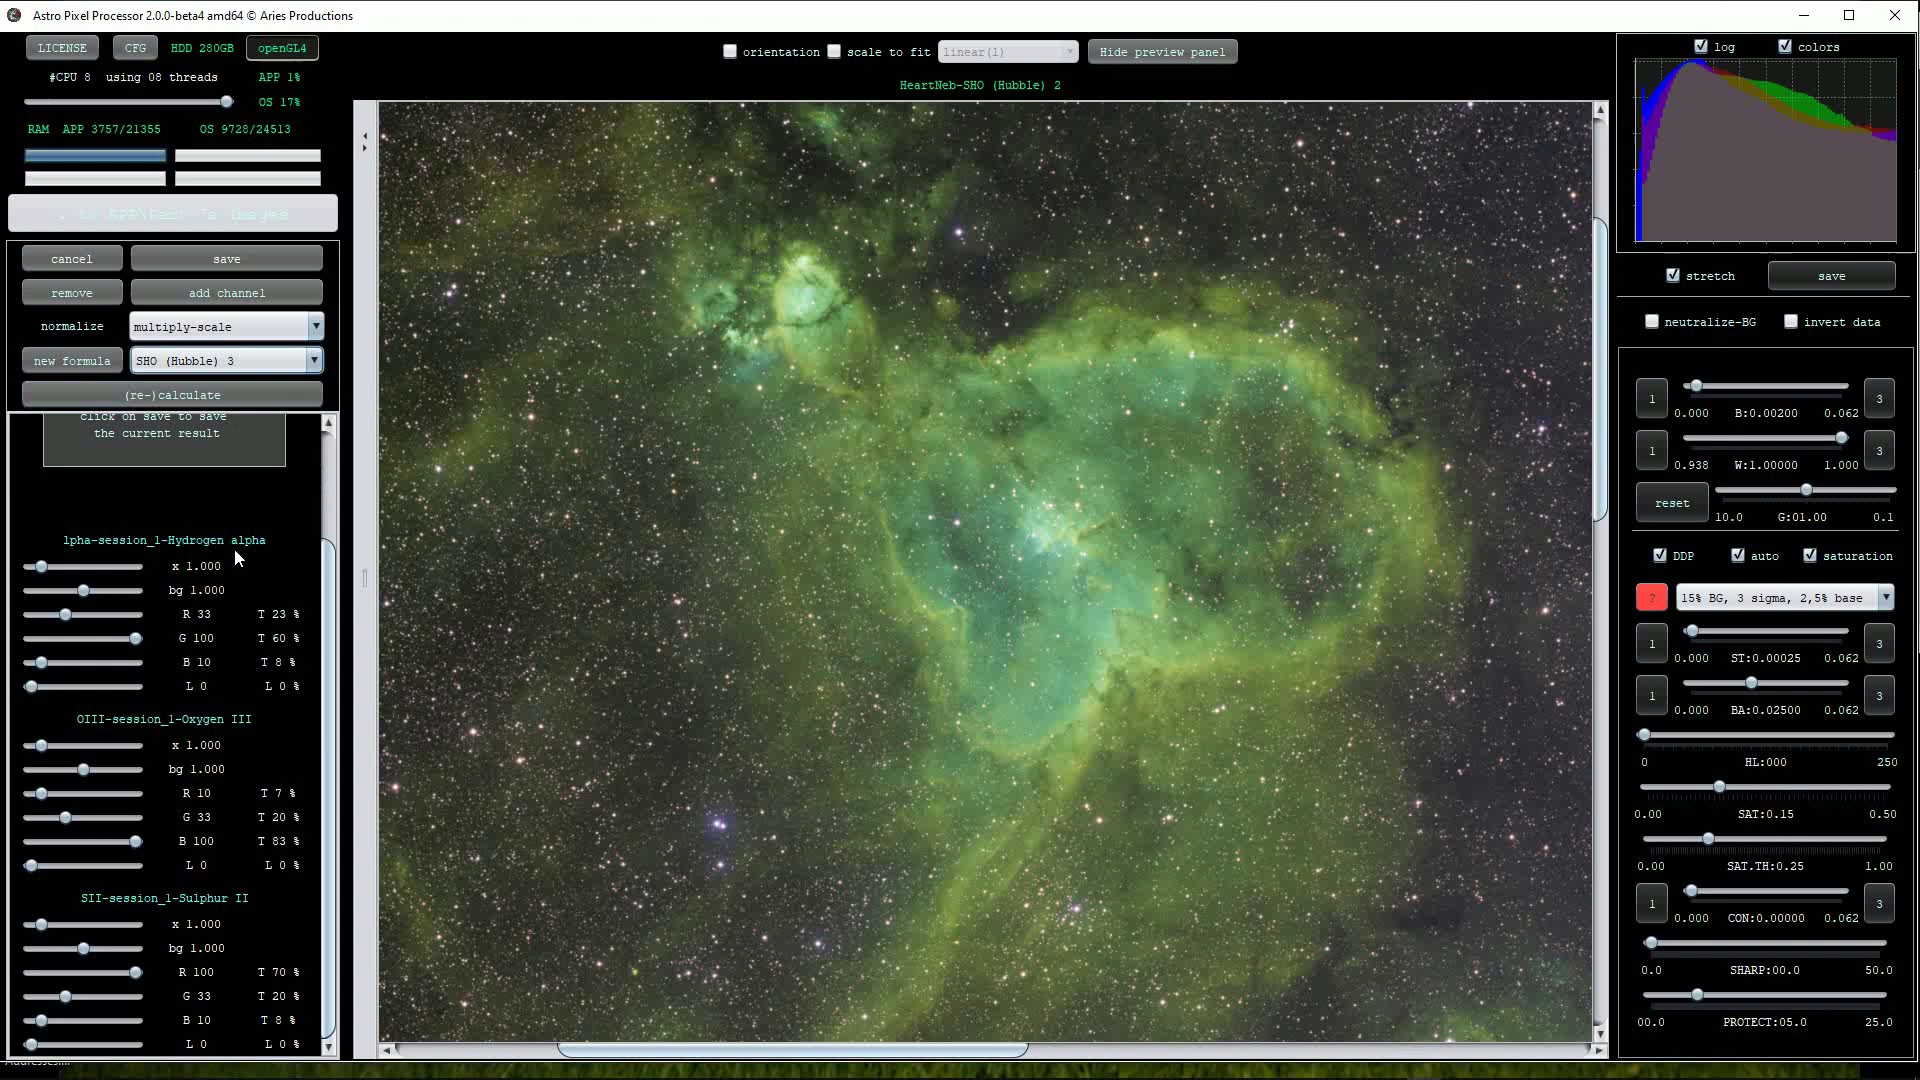 Astro Pixel Processor 2.0.0-beta4 amd64 © Aries Productions
LICENSE CFG HDD 280GB openGL4
#CPU 8 using 08 threads APP 1%
OS 17%
RAM APP 3757/21355 OS 9728/24513
cancel save
remove add channel
normalize multiply-scale
new formula SHO (Hubble) 3
(re-)calculate
click on save to save
the current result
lpha-session_1-Hydrogen alpha
x 1.000
bg 1.000
R 33 T 23 %
G 100 T 60 %
B 10 T 8 %
L 0 L 0 %
OIII-session_1-Oxygen III
x 1.000
bg 1.000
R 10 T 7 %
G 33 T 20 %
B 100 T 83 %
L 0 L 0 %
SII-session_1-Sulphur II
x 1.000
bg 1.000
R 100 T 70 %
G 33 T 20 %
B 10 T 8 %
L 0 L 0 %
orientation scale to fit linear(1) Hide preview panel
HeartNeb-SHO (Hubble) 2
log colors
stretch save
neutralize-BG invert data
1 3
0.000 B:0.00200 0.062
1 3
0.938 W:1.00000 1.000
reset
10.0 G:01.00 0.1
DDP auto saturation
? 15% BG, 3 sigma, 2,5% base
1 3
0.000 ST:0.00025 0.062
1 3
0.000 BA:0.02500 0.062
0 HL:000 250
0.00 SAT:0.15 0.50
0.00 SAT.TH:0.25 1.00
1 3
0.000 CON:0.00000 0.062
0.0 SHARP:00.0 50.0
00.0 PROTECT:05.0 25.0